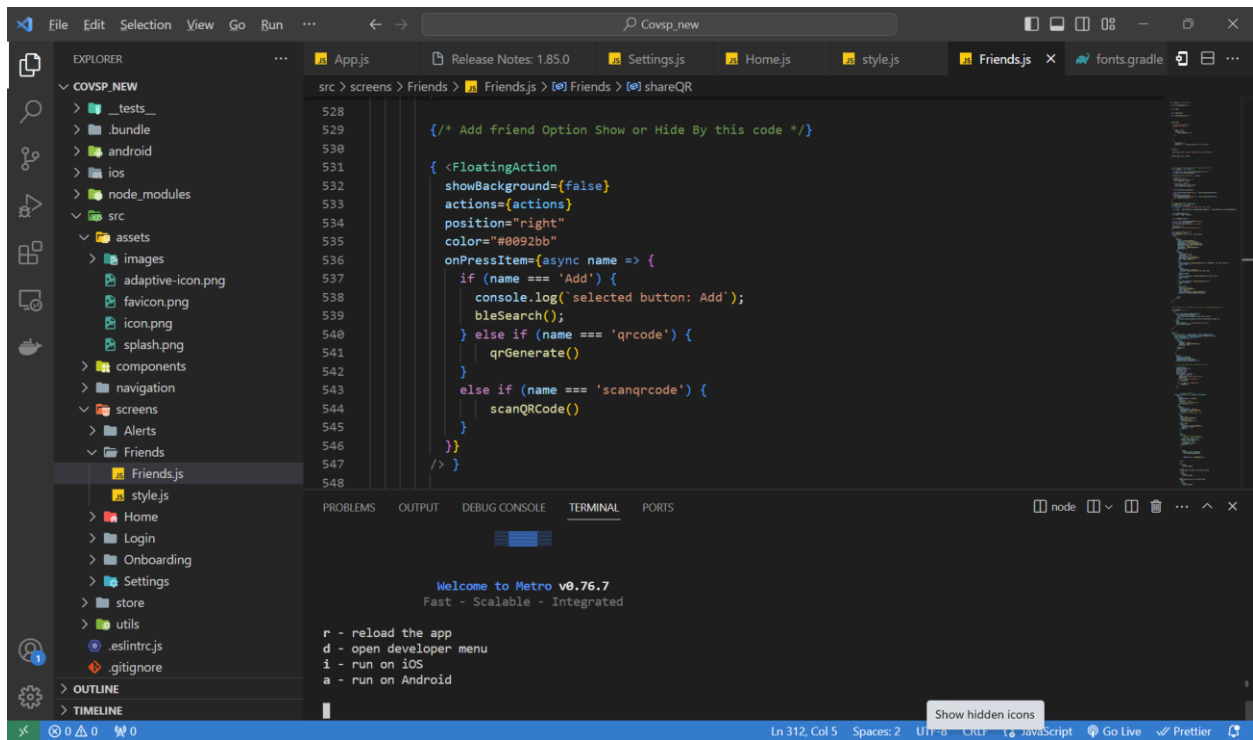 File Edit Selection View Go Run ··· Covsp_new
EXPLORER ···
COVSP_NEW
__tests__
.bundle
android
ios
node_modules
src
assets
images
adaptive-icon.png
favicon.png
icon.png
splash.png
components
navigation
screens
Alerts
Friends
Friends.js
style.js
Home
Login
Onboarding
Settings
store
utils
.eslintrc.js
.gitignore
OUTLINE
TIMELINE
App.js Release Notes: 1.85.0 Settings.js Home.js style.js Friends.js fonts.gradle
src > screens > Friends > Friends.js > Friends > shareQR
528
529 {/* Add friend Option Show or Hide By this code */}
530
531 { <FloatingAction
532 showBackground={false}
533 actions={actions}
534 position="right"
535 color="#0092bb"
536 onPressItem={async name => {
537 if (name === 'Add') {
538 console.log(`selected button: Add`);
539 bleSearch();
540 } else if (name === 'qrcode') {
541 qrGenerate()
542 }
543 else if (name === 'scanqrcode') {
544 scanQRCode()
545 }
546 }}
547 /> }
548
PROBLEMS OUTPUT DEBUG CONSOLE TERMINAL PORTS node
Welcome to Metro v0.76.7
Fast - Scalable - Integrated
r - reload the app
d - open developer menu
i - run on iOS
a - run on Android
Show hidden icons
1
0 0 0 Ln 312, Col 5 Spaces: 2 UTF-8 CRLF JavaScript Go Live Prettier